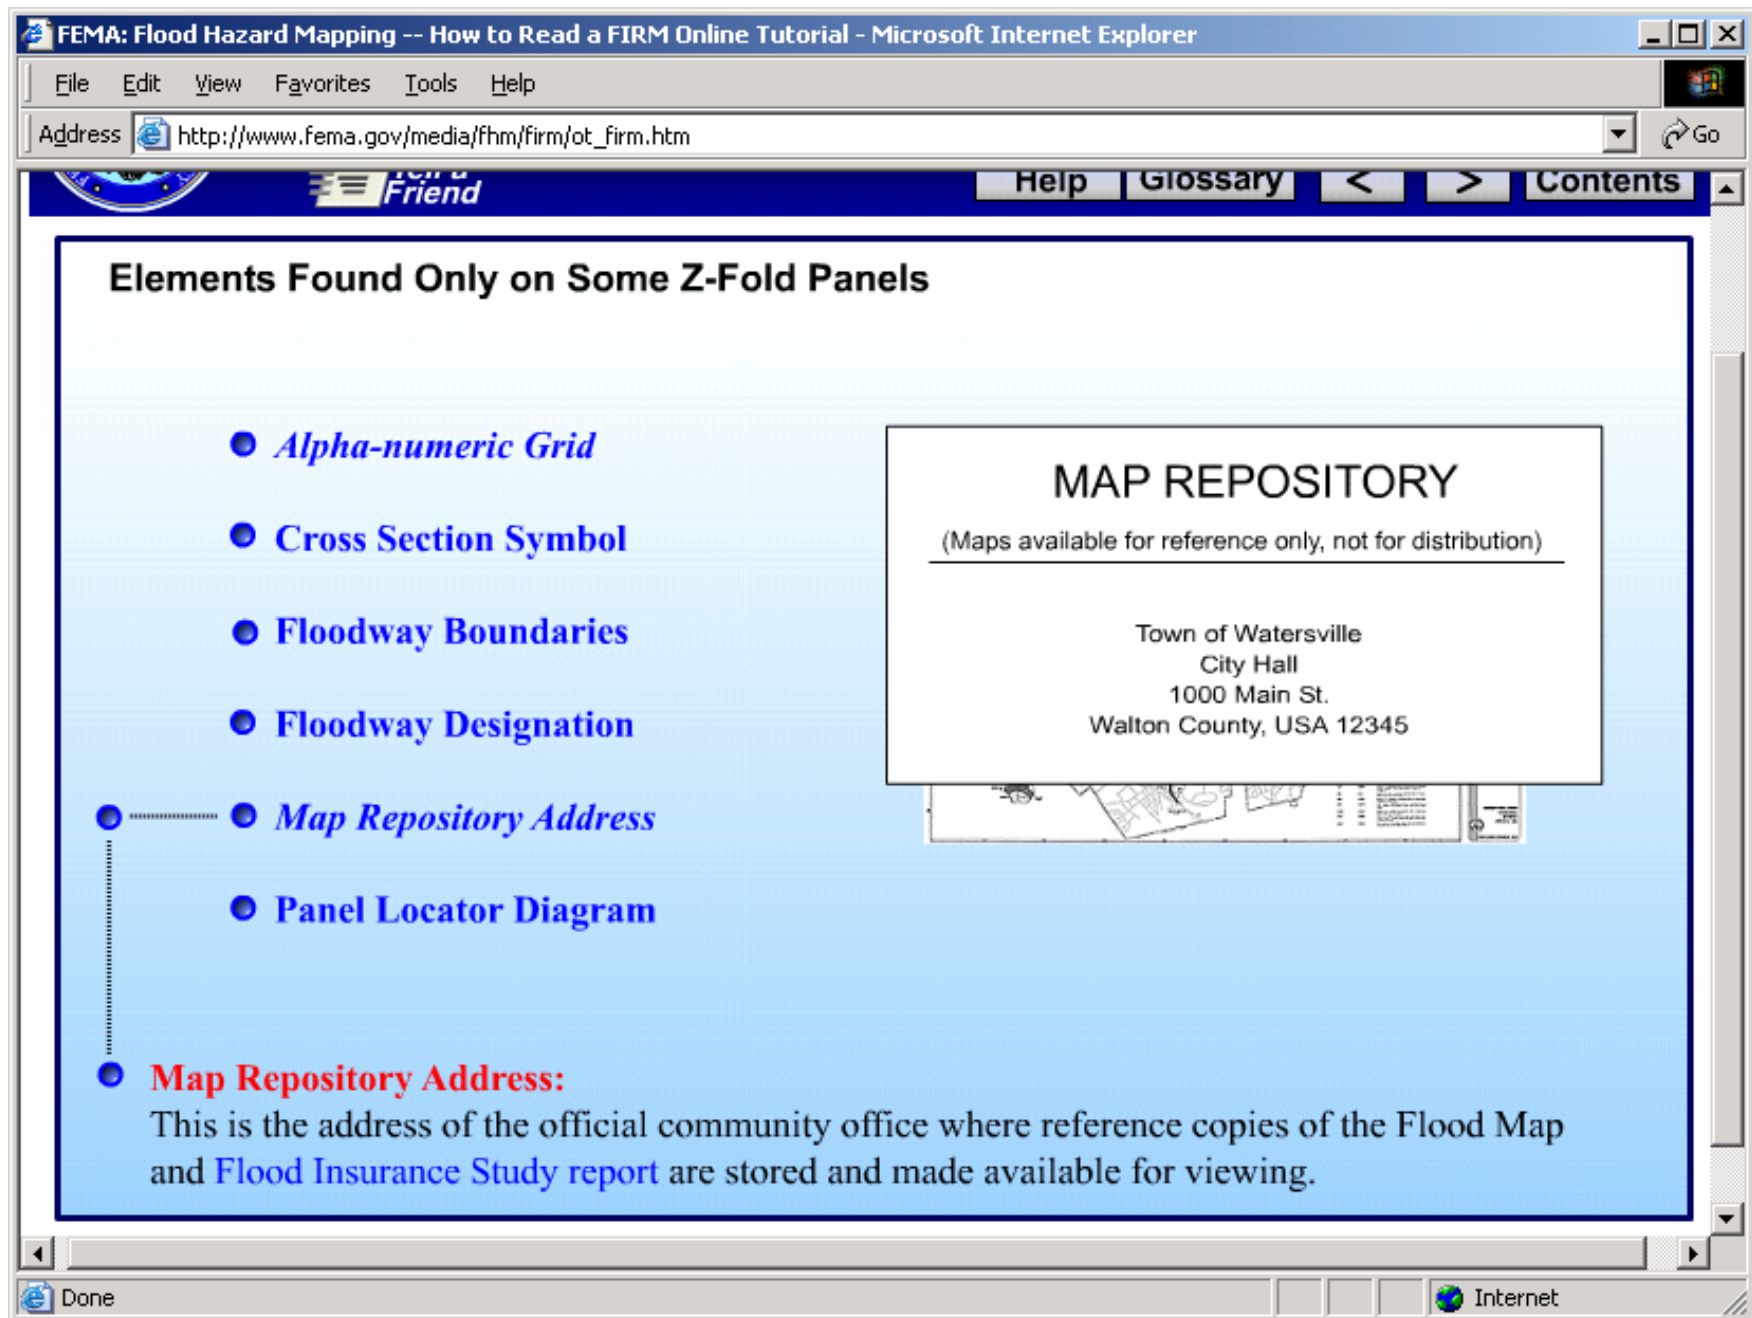 FEMA: Flood Hazard Mapping -- How to Read a FIRM Online Tutorial - Microsoft Internet Explorer
File Edit View Favorites Tools Help
Address http://www.fema.gov/media/fhm/firm/ot_firm.htm Go
Tell a
Friend
Help Glossary < > Contents
Elements Found Only on Some Z-Fold Panels
Alpha-numeric Grid
Cross Section Symbol
Floodway Boundaries
Floodway Designation
Map Repository Address
Panel Locator Diagram
MAP REPOSITORY
(Maps available for reference only, not for distribution)
Town of Watersville
City Hall
1000 Main St.
Walton County, USA 12345
Map Repository Address:
This is the address of the official community office where reference copies of the Flood Map
and Flood Insurance Study report are stored and made available for viewing.
Done Internet